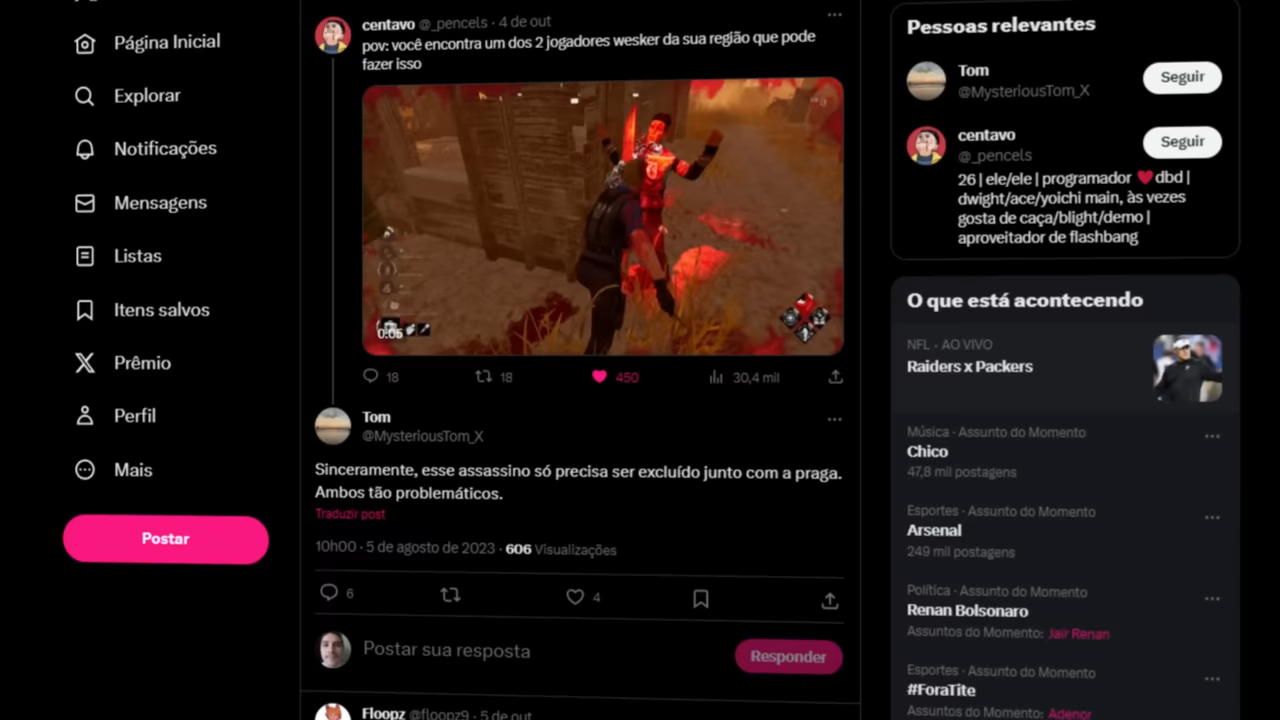 Página Inicial
Explorar
Notificações
Mensagens
Listas
Itens salvos
Prêmio
Perfil
Mais
Postar
centavo @_pencels · 4 de out
pov: você encontra um dos 2 jogadores wesker da sua região que pode
fazer isso
0:05
18
18
450
30,4 mil
Tom
@MysteriousTom_X
Sinceramente, esse assassino só precisa ser excluído junto com a praga.
Ambos tão problemáticos.
Traduzir post
10h00 · 5 de agosto de 2023 · 606 Visualizações
6
4
Postar sua resposta
Responder
Floopz @floopz9 · 5 de out
Pessoas relevantes
Tom
@MysteriousTom_X
Seguir
centavo
@_pencels
Seguir
26 | ele/ele | programador ❤️dbd |
dwight/ace/yoichi main, às vezes
gosta de caça/blight/demo |
aproveitador de flashbang
O que está acontecendo
NFL · AO VIVO
Raiders x Packers
Música · Assunto do Momento
Chico
47,8 mil postagens
Esportes · Assunto do Momento
Arsenal
249 mil postagens
Política · Assunto do Momento
Renan Bolsonaro
Assuntos do Momento: Jair Renan
Esportes · Assunto do Momento
#ForaTite
Assuntos do Momento: Adenor